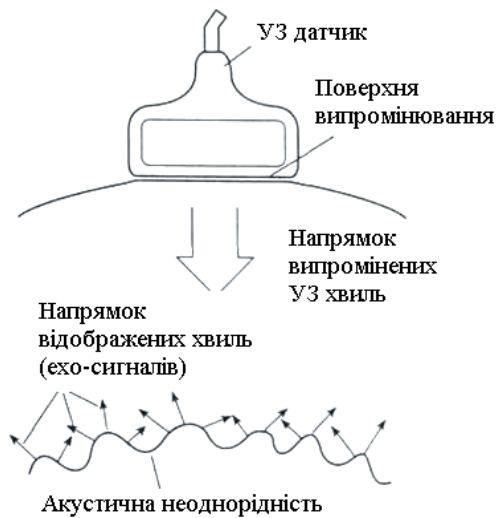 УЗ датчик
Поверхня
випромінювання
Напрямок
випромінених
УЗ хвиль
Напрямок
відображених хвиль
(ехо-сигналів)
Акустична неоднорідність